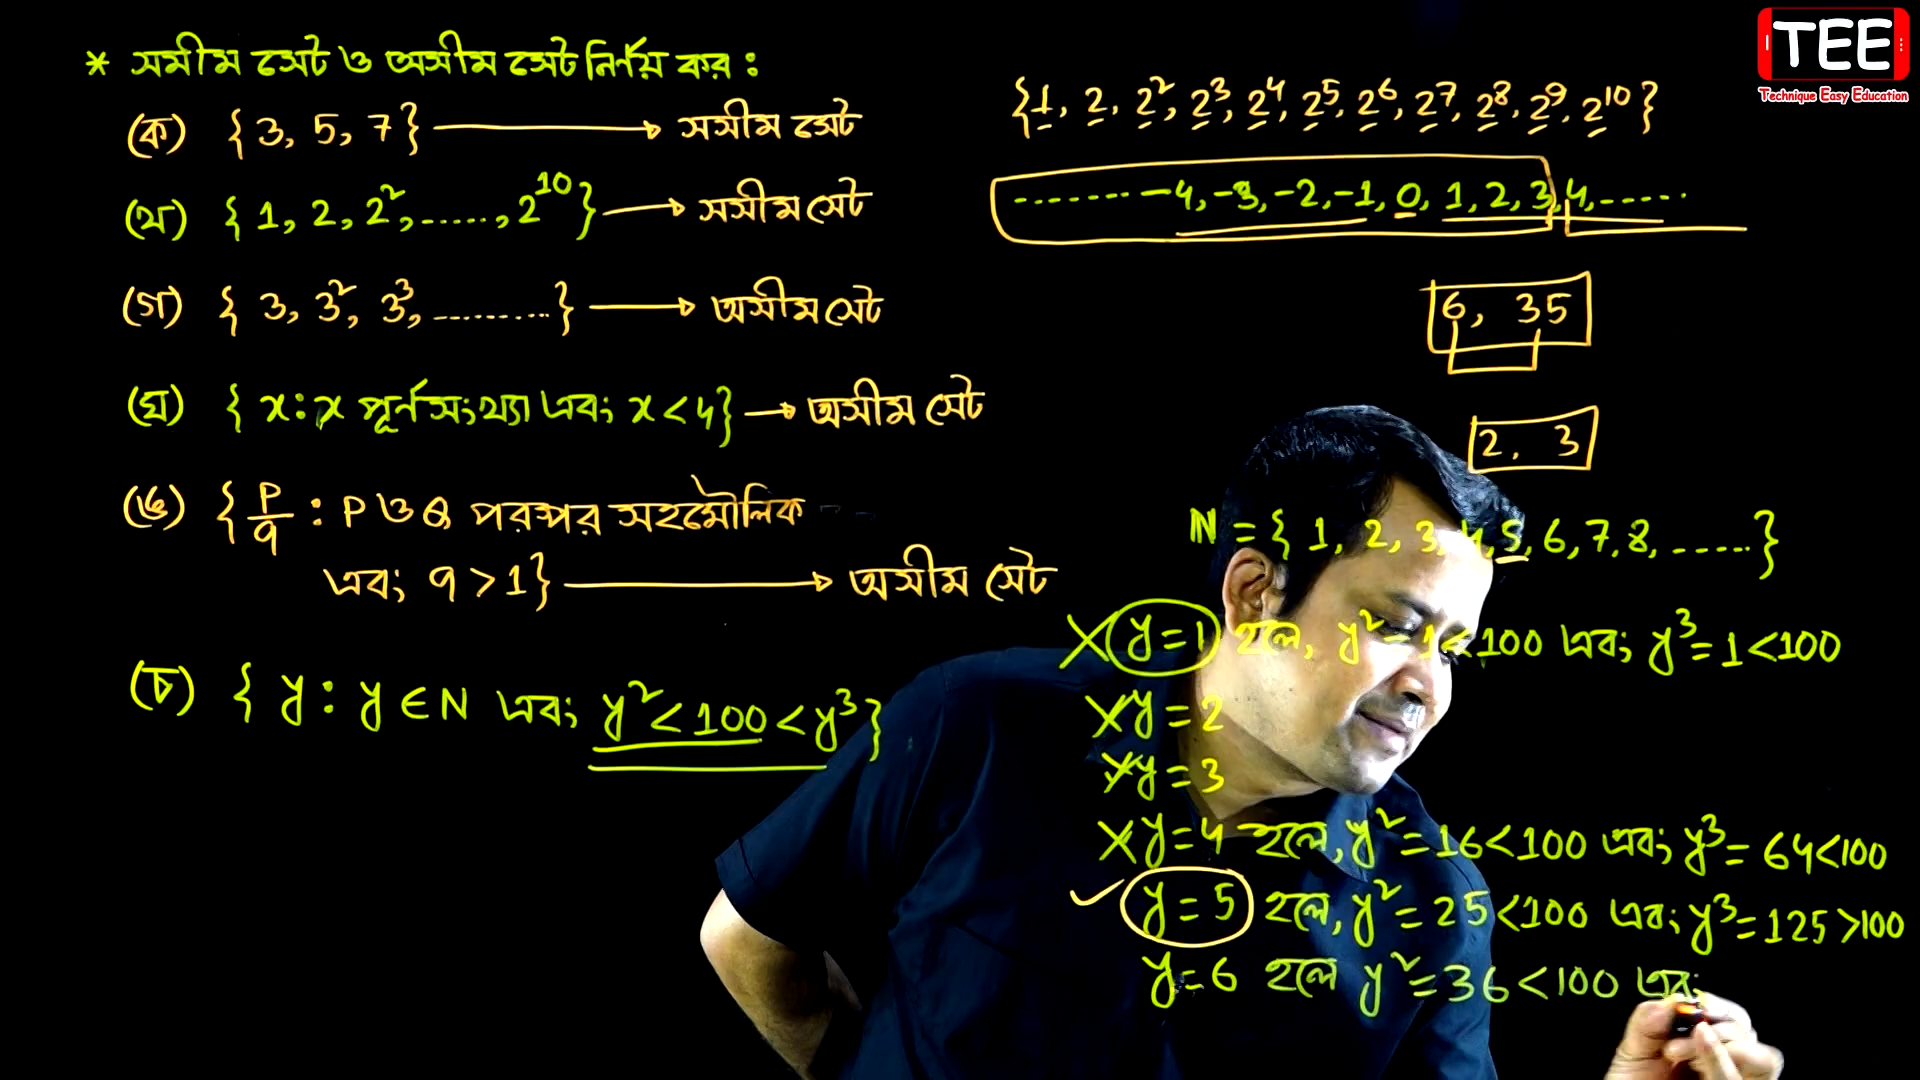 * সসীম সেট ও অসীম সেট নির্ণয় কর :
(ক) { 3, 5, 7} → সসীম সেট
(খ) { 1, 2, 2², ....., 2¹⁰ } → সসীম সেট
(গ) { 3, 3², 3³, .......... } → অসীম সেট
(ঘ) { x : x পূর্নসংখ্যা এবং x < 4} → অসীম সেট
(ঙ) { p/q : P ও Q পরস্পর সহমৌলিক
এবং q > 1 } → অসীম সেট
(চ) { y : y ∈ N এবং y² < 100 < y³ }
TEE
Technique Easy Education
{1, 2, 2², 2³, 2⁴, 2⁵, 2⁶, 2⁷, 2⁸, 2⁹, 2¹⁰ }
........ -4, -3, -2, -1, 0, 1, 2, 3, 4, ......
6, 35
2, 3
N = { 1, 2, 3, 4, 5, 6, 7, 8, ...... }
X y = 1 হলে, y² = 1 < 100 এবং y³ = 1 < 100
X y = 2
X y = 3
X y = 4 হলে, y² = 16 < 100 এবং y³ = 64 < 100
✓ y = 5 হলে, y² = 25 < 100 এবং y³ = 125 > 100
y = 6 হলে y² = 36 < 100 এবং